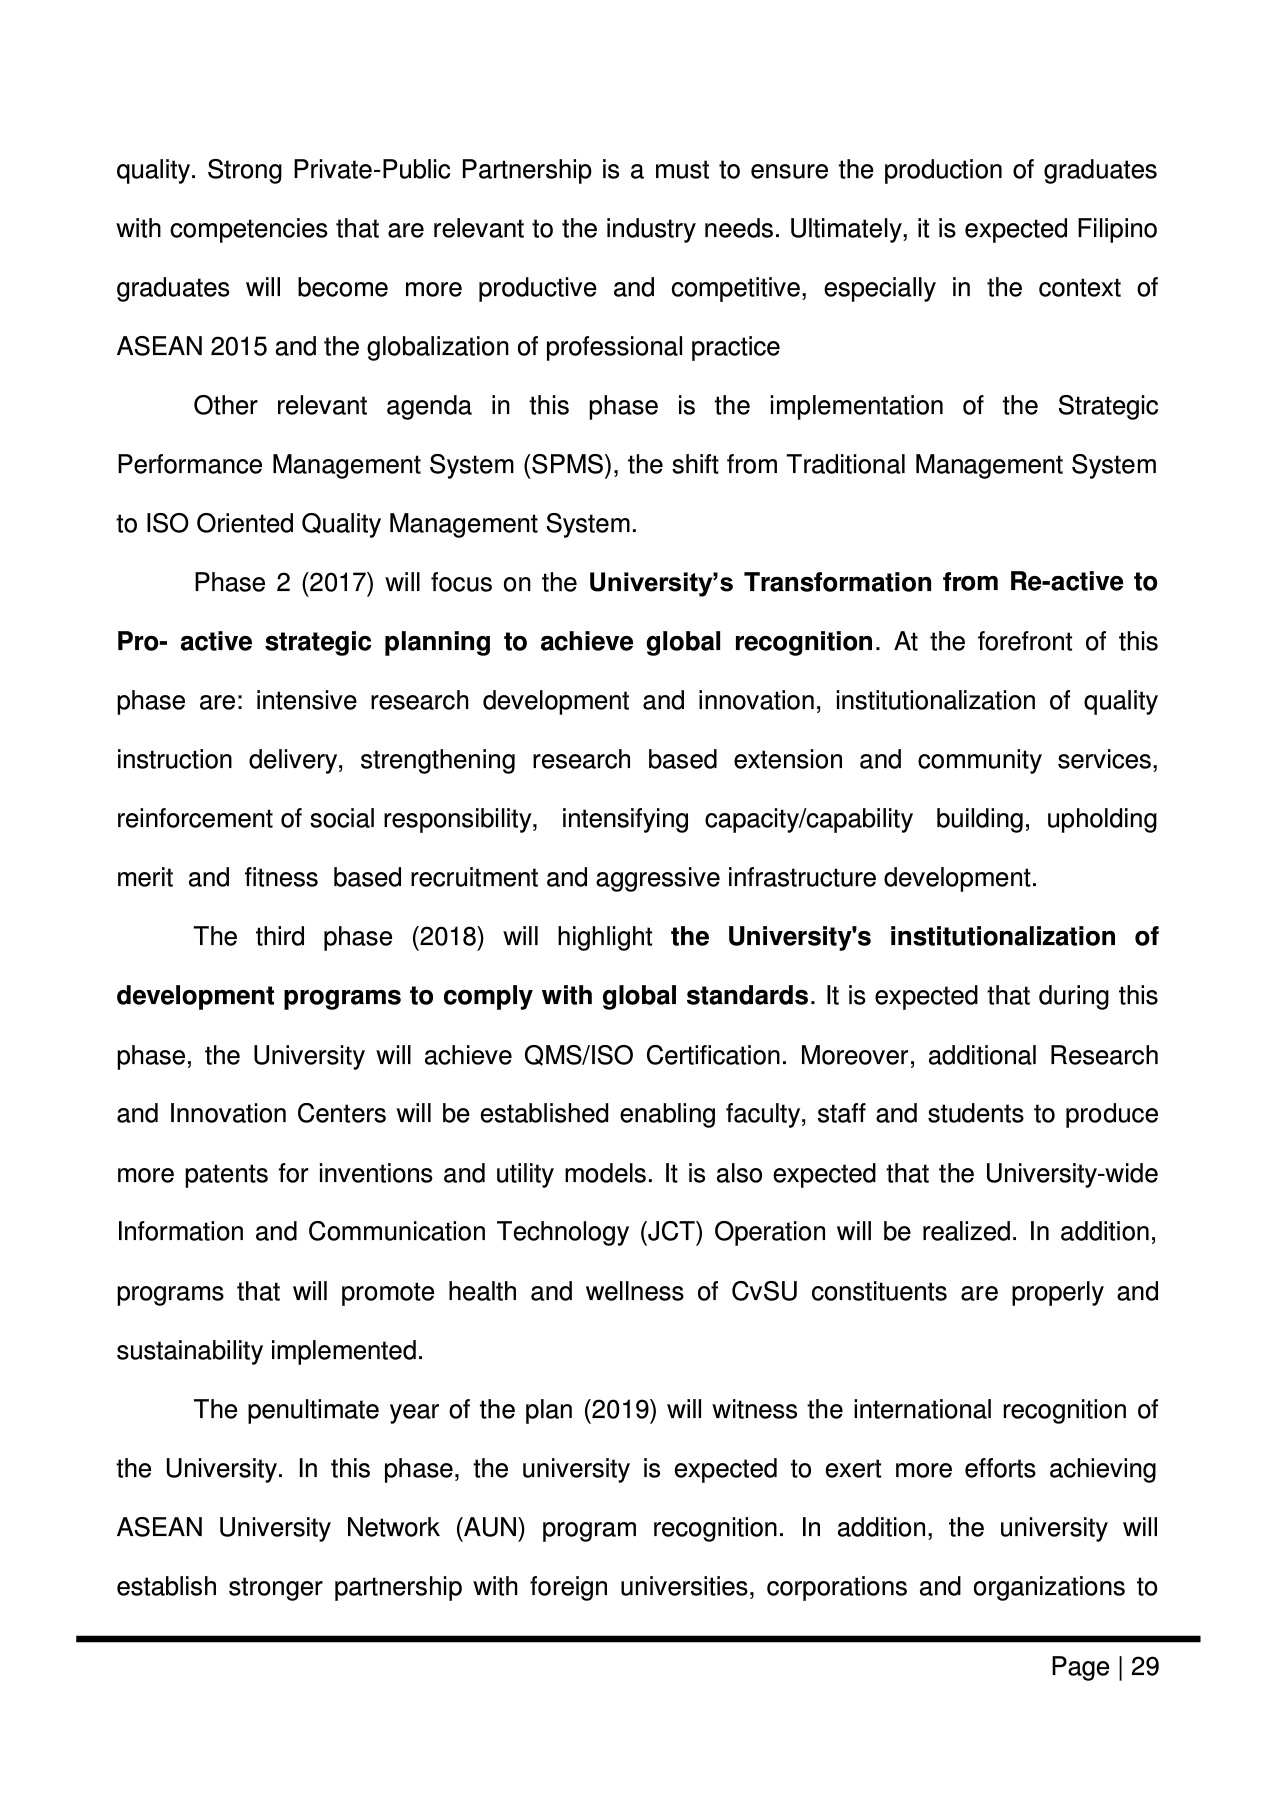 quality. Strong Private-Public Partnership is a must to ensure the production of graduates
with competencies that are relevant to the industry needs. Ultimately, it is expected Filipino
graduates will become more productive and competitive, especially in the context of
ASEAN 2015 and the globalization of professional practice
Other relevant agenda in this phase is the implementation of the Strategic
Performance Management System (SPMS), the shift from Traditional Management System
to ISO Oriented Quality Management System.
Phase 2 (2017) will focus on the University’s Transformation from Re-active to
Pro- active strategic planning to achieve global recognition. At the forefront of this
phase are: intensive research development and innovation, institutionalization of quality
instruction delivery, strengthening research based extension and community services,
reinforcement of social responsibility, intensifying capacity/capability building, upholding
merit and fitness based recruitment and aggressive infrastructure development.
The third phase (2018) will highlight the University's institutionalization of
development programs to comply with global standards. It is expected that during this
phase, the University will achieve QMS/ISO Certification. Moreover, additional Research
and Innovation Centers will be established enabling faculty, staff and students to produce
more patents for inventions and utility models. It is also expected that the University-wide
Information and Communication Technology (JCT) Operation will be realized. In addition,
programs that will promote health and wellness of CvSU constituents are properly and
sustainability implemented.
The penultimate year of the plan (2019) will witness the international recognition of
the University. In this phase, the university is expected to exert more efforts achieving
ASEAN University Network (AUN) program recognition. In addition, the university will
establish stronger partnership with foreign universities, corporations and organizations to
Page | 29